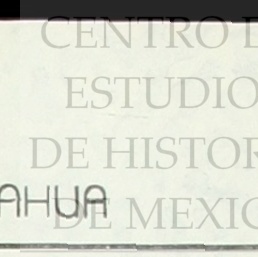 CENTRO D
ESTUDIO
DE HISTOR
DE MEXIC
AHUA